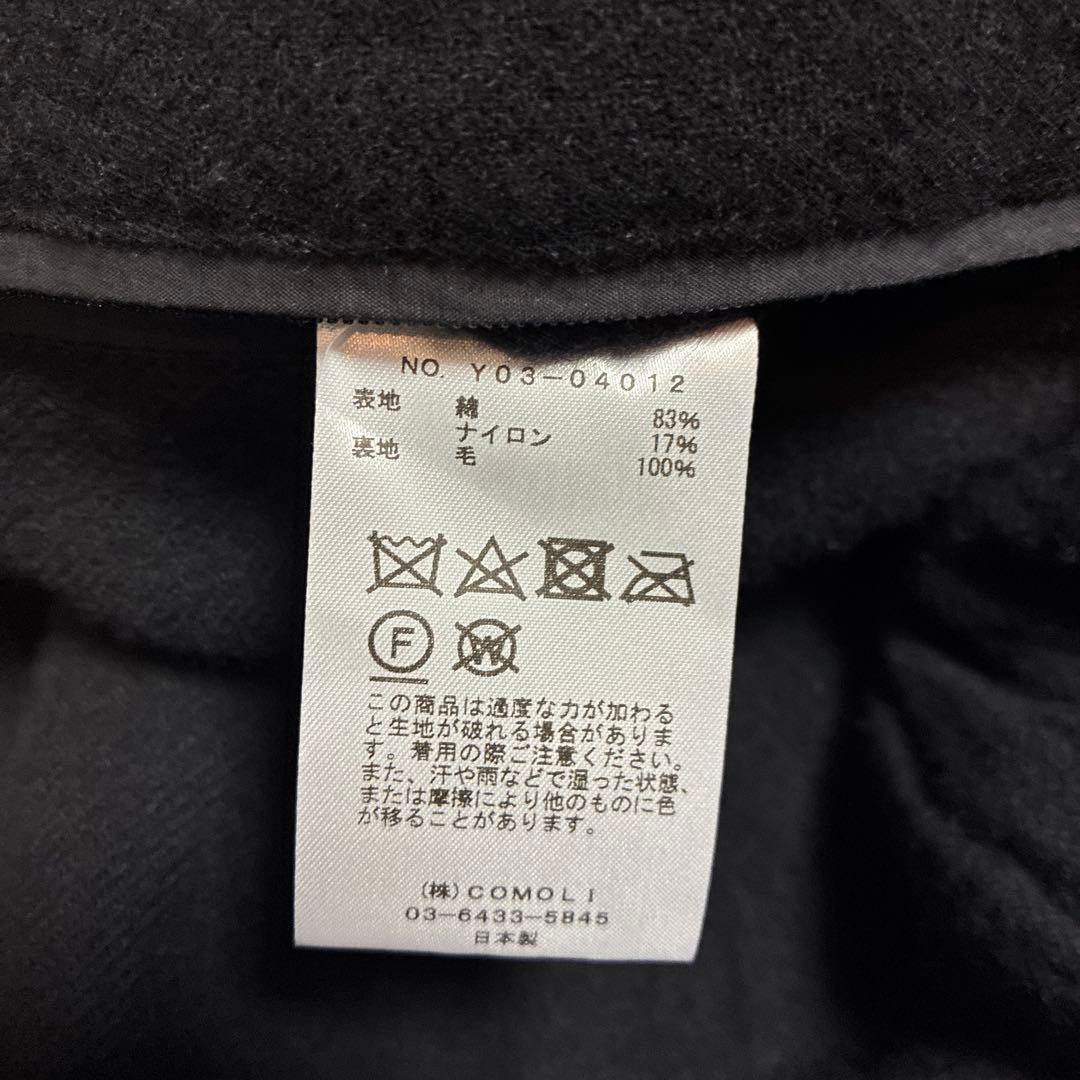 NO. Y03-04012
表地 綿 83%
ナイロン 17%
裏地 毛 100%
F
W
この商品は過度な力が加わる
と生地が破れる場合がありま
す。着用の際ご注意ください。
また、汗や雨などで湿った状態、
または摩擦により他のものに色
が移ることがあります。
(株)COMOLI
03-6433-5845
日本製